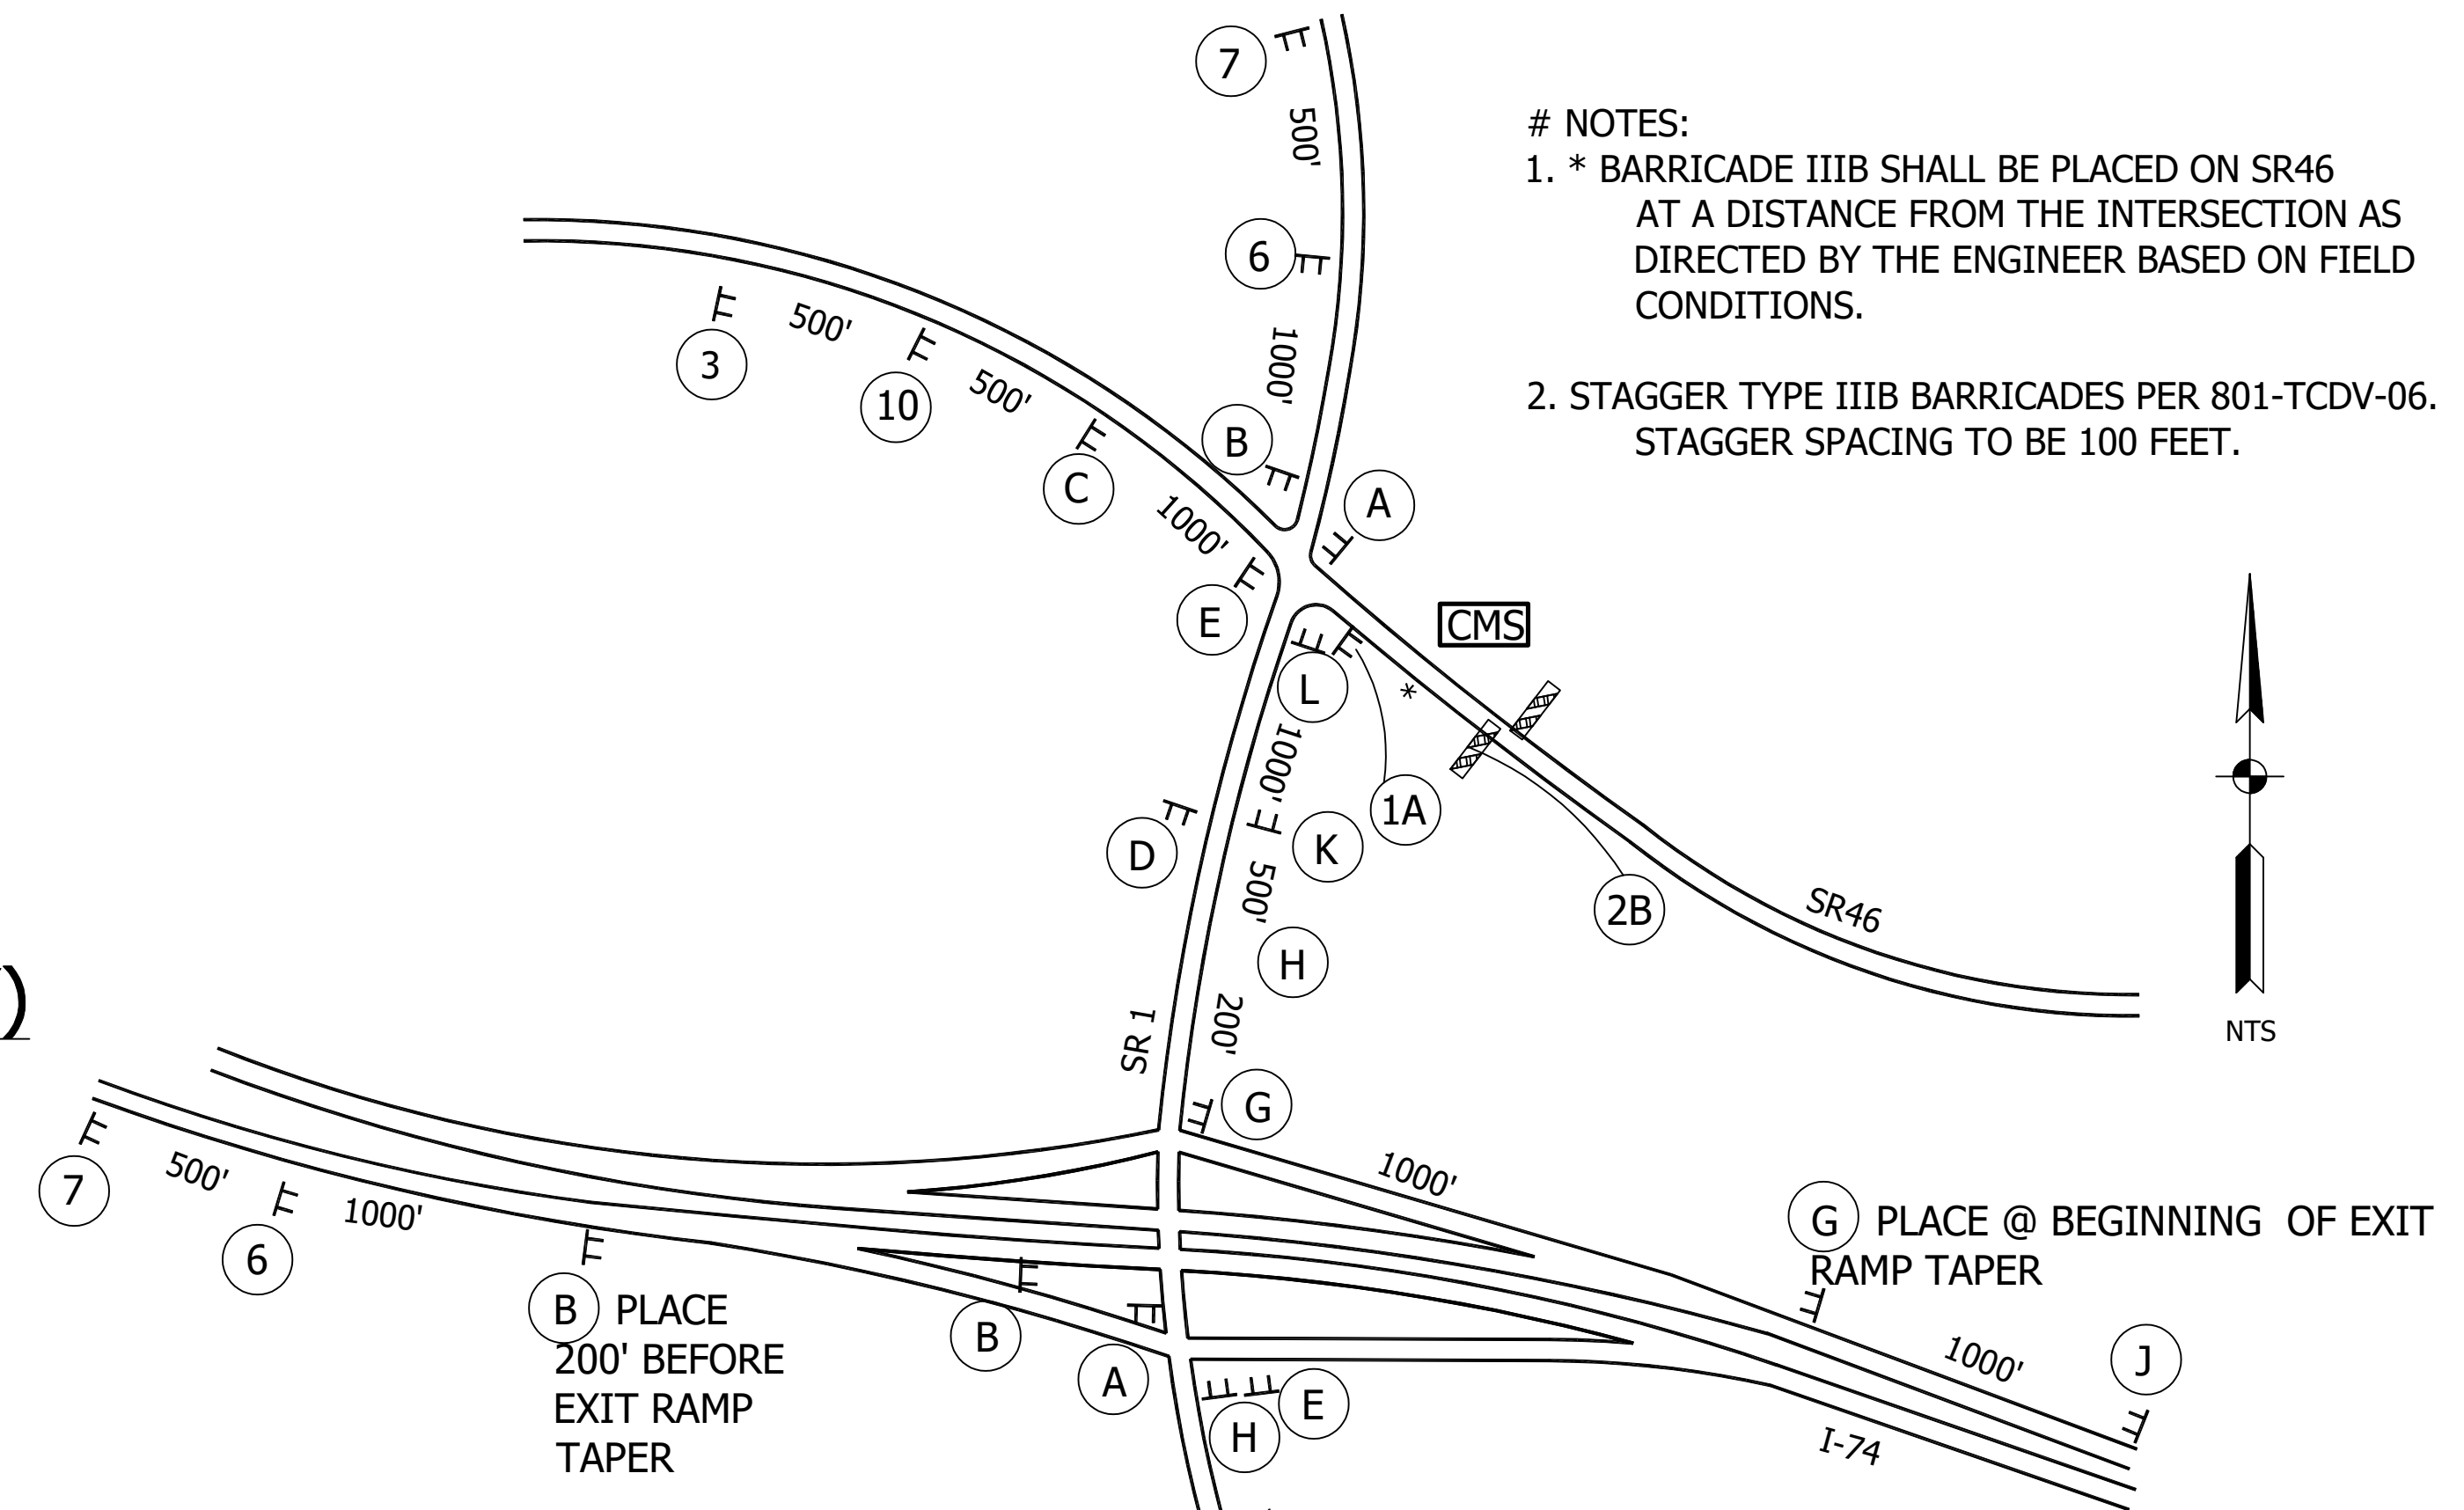 7
500'
# NOTES:
1. * BARRICADE IIIB SHALL BE PLACED ON SR46
AT A DISTANCE FROM THE INTERSECTION AS
DIRECTED BY THE ENGINEER BASED ON FIELD
CONDITIONS.
2. STAGGER TYPE IIIB BARRICADES PER 801-TCDV-06.
STAGGER SPACING TO BE 100 FEET.
6
1000'
3
500'
10
500'
C
1000'
B
A
E
CMS
L
*
1A
2B
SR46
1000'
K
D
500'
H
200'
SR 1
G
NTS
)
7
500'
6
1000'
B PLACE
200' BEFORE
EXIT RAMP
TAPER
B
A
H
E
1000'
G PLACE @ BEGINNING OF EXIT
RAMP TAPER
1000'
J
I-74